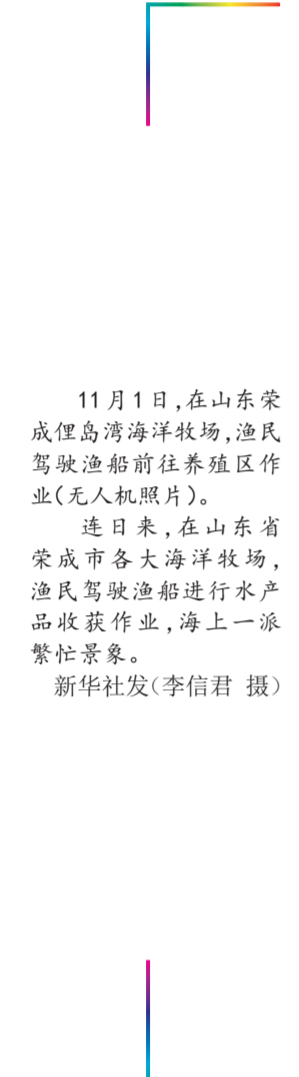 11月1日,在山东荣
成俚岛湾海洋牧场,渔民
驾驶渔船前往养殖区作
业(无人机照片)。
连日来,在山东省
荣成市各大海洋牧场,
渔民驾驶渔船进行水产
品收获作业,海上一派
繁忙景象。
新华社发(李信君 摄)